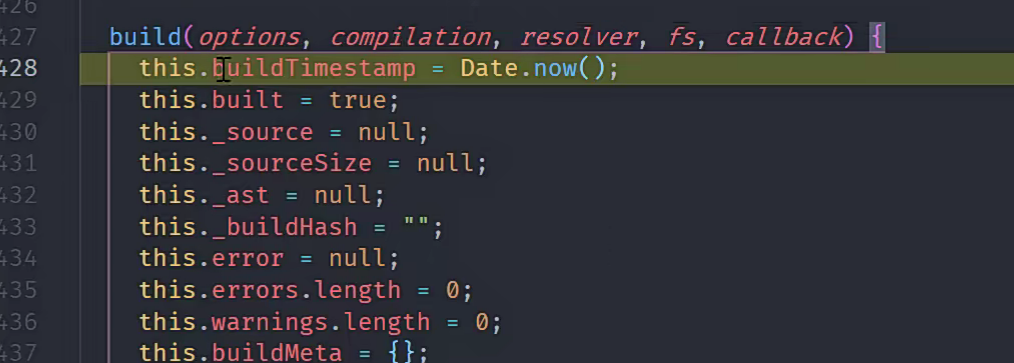 426
427 build(options, compilation, resolver, fs, callback) {
428 this.buildTimestamp = Date.now();
429 this.built = true;
430 this._source = null;
431 this._sourceSize = null;
432 this._ast = null;
433 this._buildHash = "";
434 this.error = null;
435 this.errors.length = 0;
436 this.warnings.length = 0;
437 this.buildMeta = {};